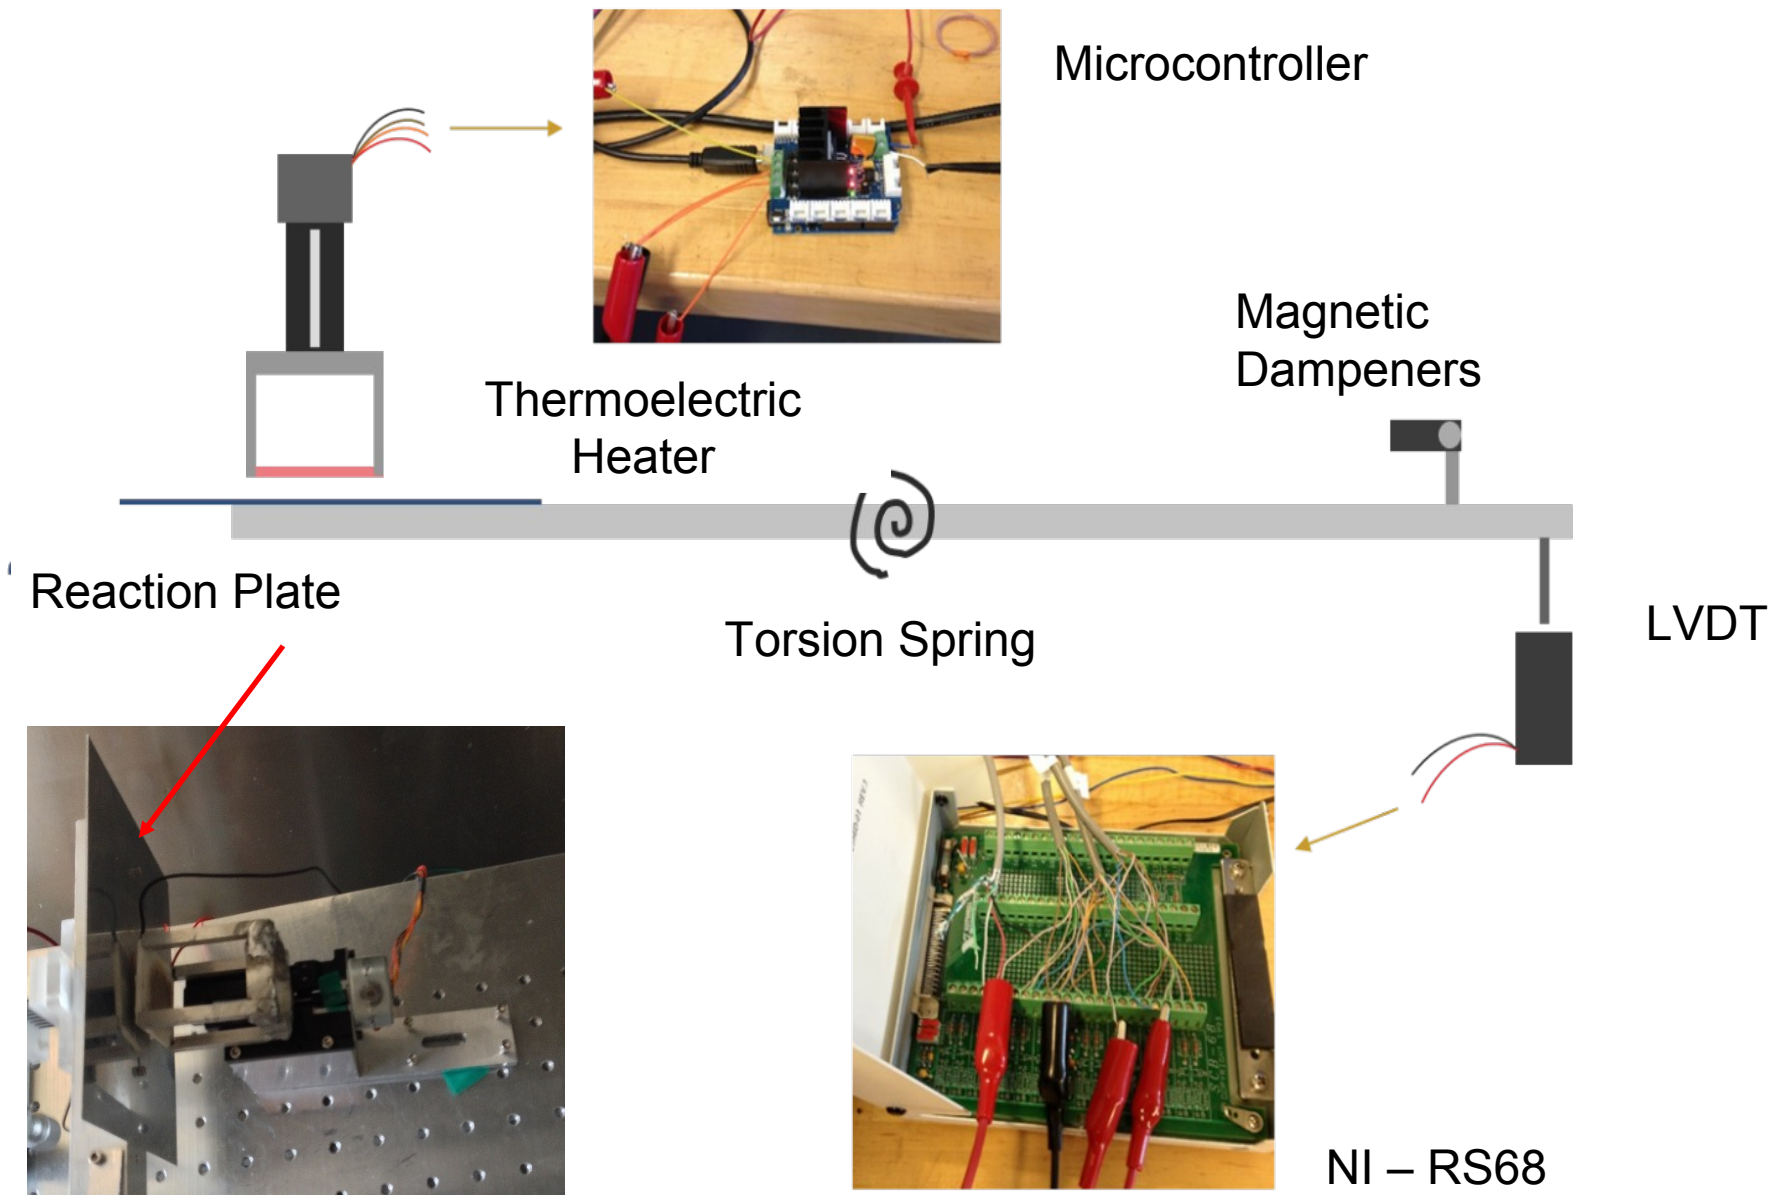 Microcontroller
Magnetic
Dampeners
Thermoelectric
Heater
Reaction Plate
Torsion Spring
LVDT
NI – RS68